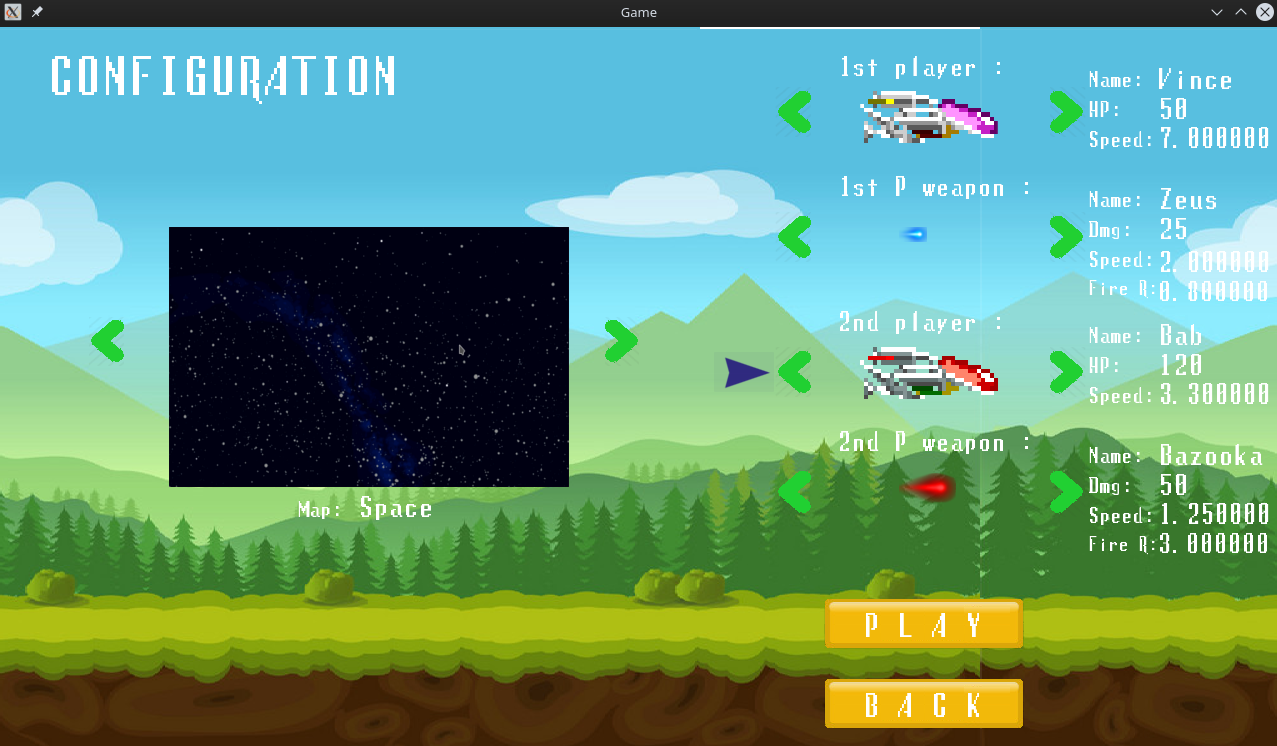 Game
CONFIGURATION
1st player :
Name: Vince
HP: 50
Speed: 7.000000
1st P weapon :
Name: Zeus
Dmg: 25
Speed: 2.000000
Fire R: 0.800000
2nd player :
Name: Bab
HP: 120
Speed: 3.300000
2nd P weapon :
Name: Bazooka
Dmg: 50
Speed: 1.250000
Fire R: 3.000000
Map: Space
PLAY
BACK